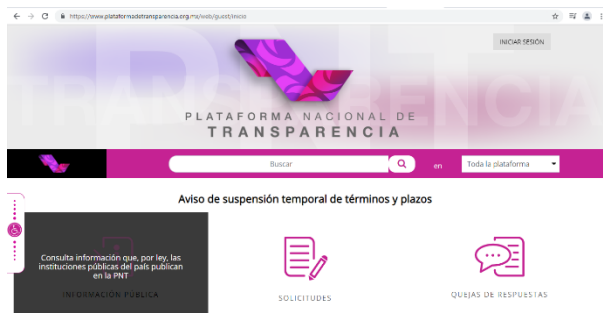 https://www.plataformadetransparencia.org.mx/web/guest/inicio
INICIAR SESIÓN
PNT
TRANSPARENCIA
PLATAFORMA NACIONAL DE
TRANSPARENCIA
Buscar
en
Toda la plataforma
Aviso de suspensión temporal de términos y plazos
Consulta información que, por ley, las
instituciones públicas del país publican
en la PNT
INFORMACIÓN PÚBLICA
SOLICITUDES
QUEJAS DE RESPUESTAS